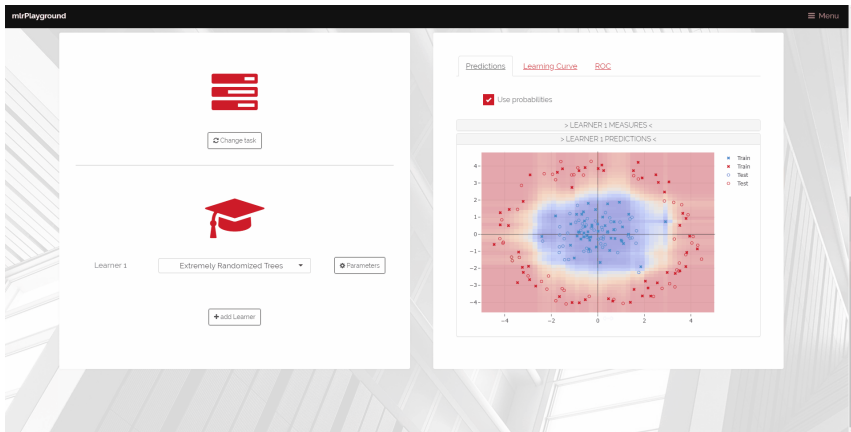 mlrPlayground
Menu
Change task
Learner 1
Extremely Randomized Trees
Parameters
add Learner
Predictions Learning Curve ROC
Use probabilities
> LEARNER 1 MEASURES <
> LEARNER 1 PREDICTIONS <
Train
Train
Test
Test
4
3
2
1
0
−1
−2
−3
−4
−4 −2 0 2 4